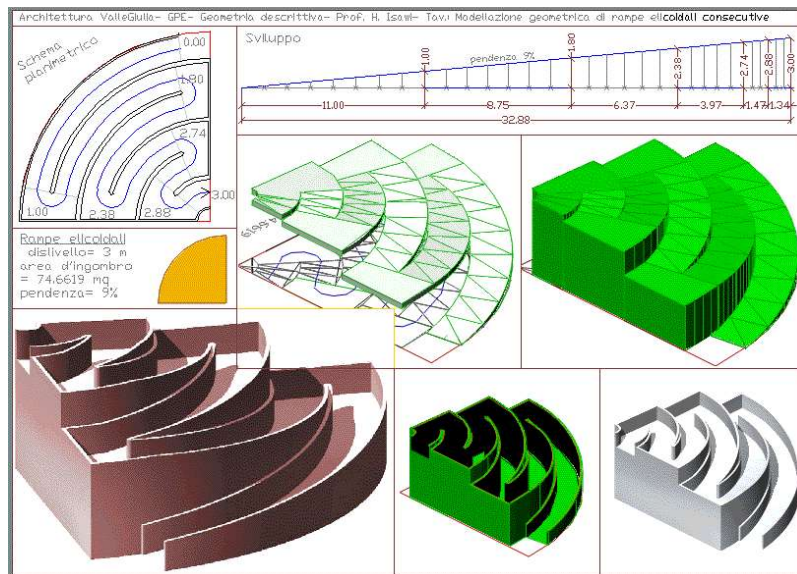 Architettura ValleGiulia- GPE- Geometria descrittiva- Prof. H. Isawi- Tav.: Modellazione geometrica di rampe elicoidali consecutive
Schema
planimetrico
0.00
1.80
2.74
3.00
1.00
2.38
2.88
Sviluppo
pendenza 9%
1.00
1.80
2.38
2.74
2.88
3.00
11.00
8.75
6.37
3.97
1.47
1.34
32.88
Rampe elicoidali
dislivello= 3 m
area d'ingombro
= 74.6619 mq
pendenza= 9%